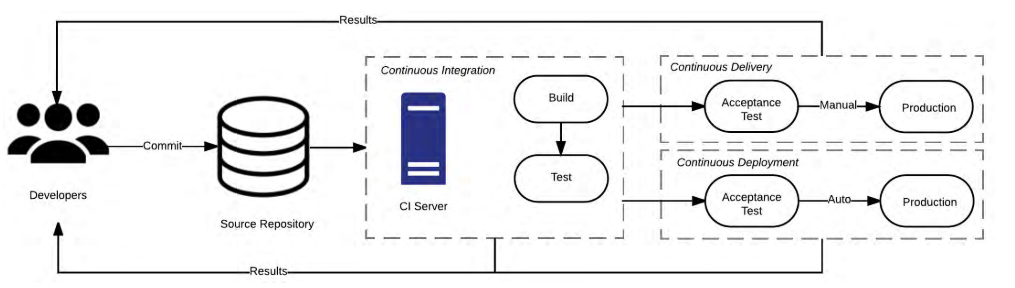 Results
Continuous Integration
Continuous Delivery
Build
Acceptance
Test
Manual
Production
Commit
Continuous Deployment
Test
Acceptance
Test
Auto
Production
Developers
CI Server
Source Repository
Results